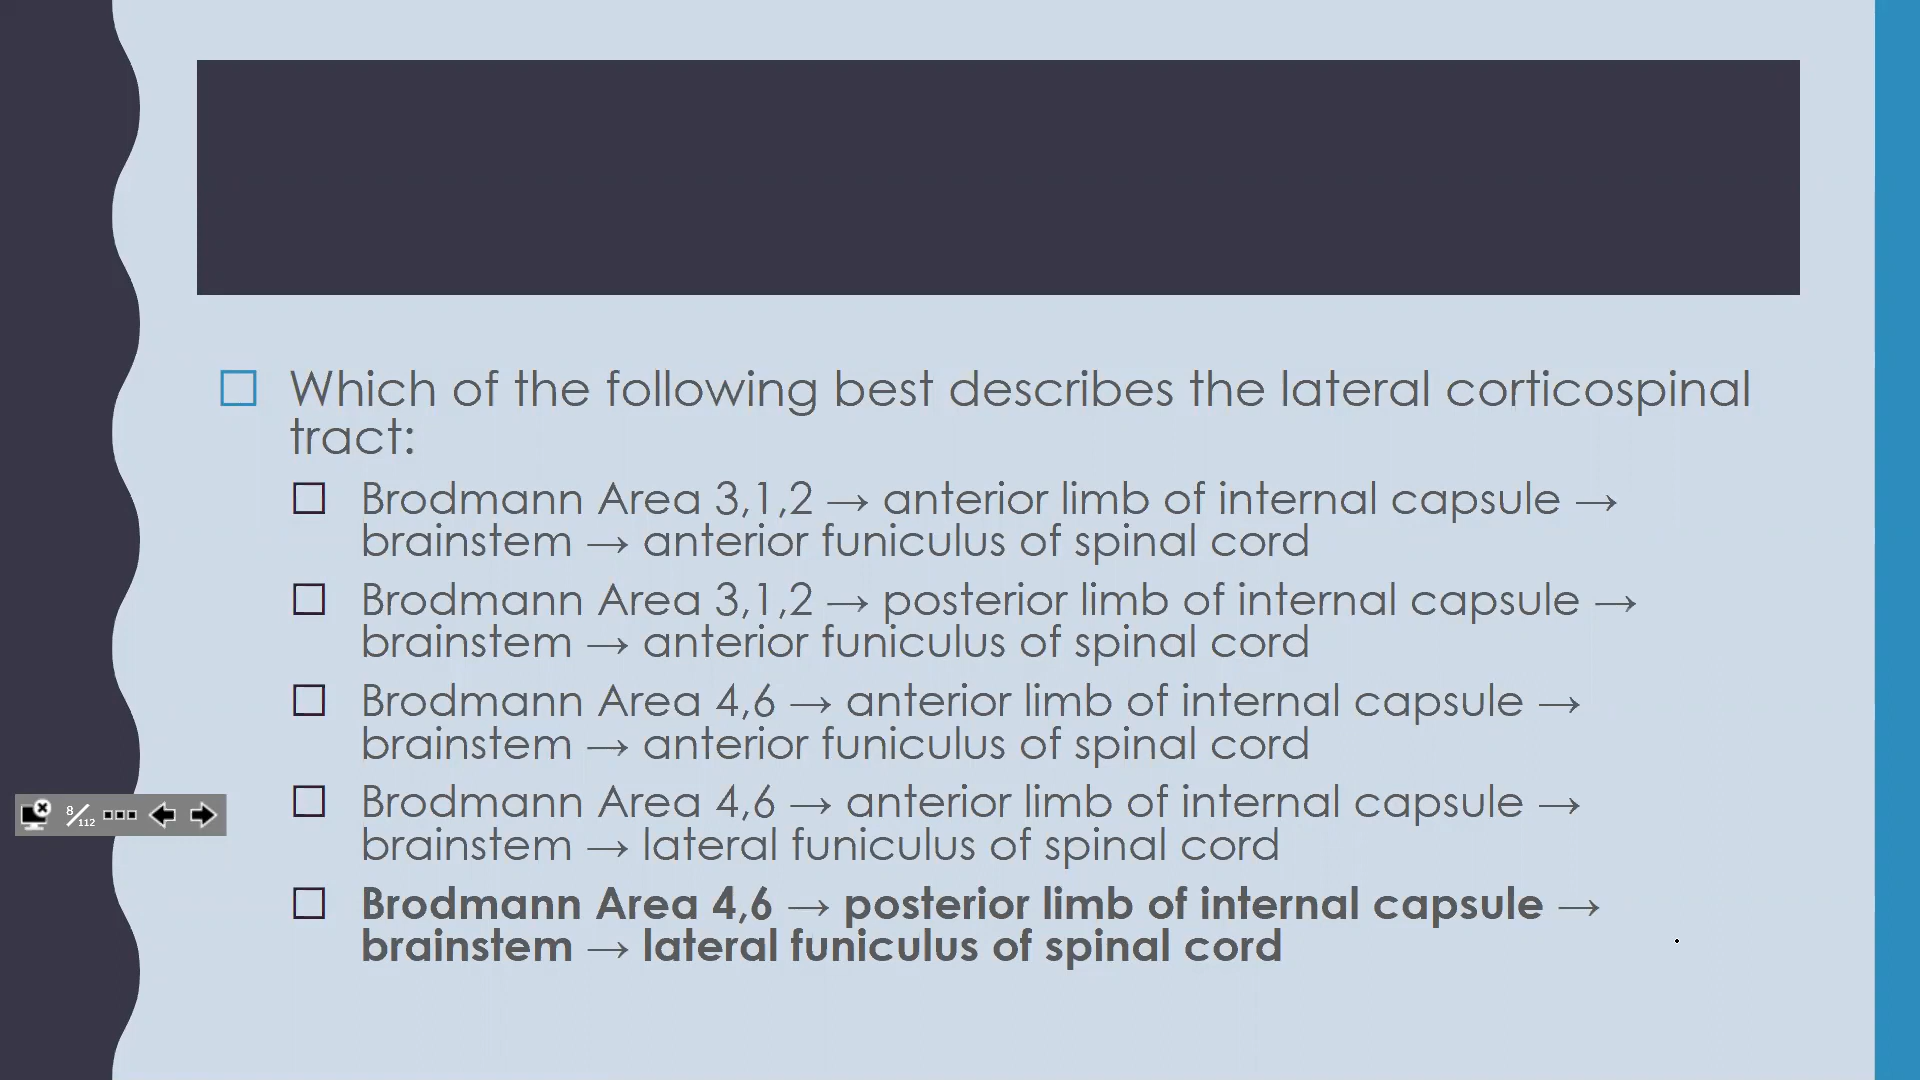 Which of the following best describes the lateral corticospinal
tract:
Brodmann Area 3,1,2 → anterior limb of internal capsule →
brainstem → anterior funiculus of spinal cord
Brodmann Area 3,1,2 → posterior limb of internal capsule →
brainstem → anterior funiculus of spinal cord
Brodmann Area 4,6 → anterior limb of internal capsule →
brainstem → anterior funiculus of spinal cord
Brodmann Area 4,6 → anterior limb of internal capsule →
brainstem → lateral funiculus of spinal cord
Brodmann Area 4,6 → posterior limb of internal capsule →
brainstem → lateral funiculus of spinal cord
8/112